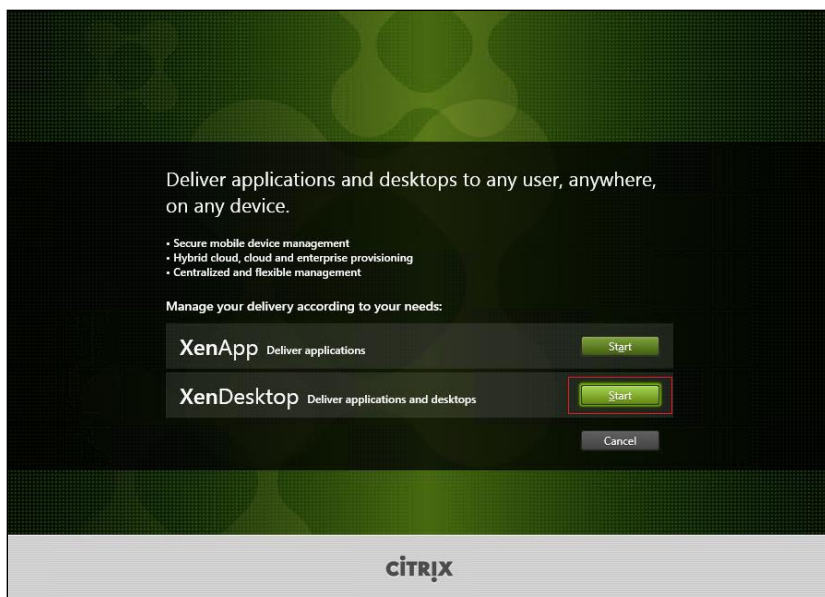 Deliver applications and desktops to any user, anywhere,
on any device.
• Secure mobile device management
• Hybrid cloud, cloud and enterprise provisioning
• Centralized and flexible management
Manage your delivery according to your needs:
XenApp Deliver applications Start
XenDesktop Deliver applications and desktops Start
Cancel
CİTRIX